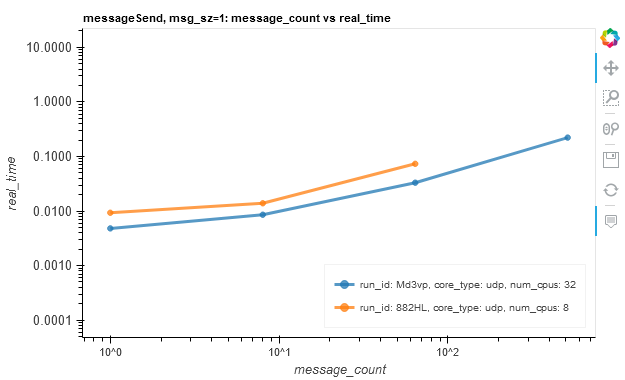 messageSend, msg_sz=1: message_count vs real_time
10.0000
1.0000
0.1000
0.0100
0.0010
0.0001
real_time
10^0
10^1
10^2
message_count
run_id: Md3vp, core_type: udp, num_cpus: 32
run_id: 882HL, core_type: udp, num_cpus: 8